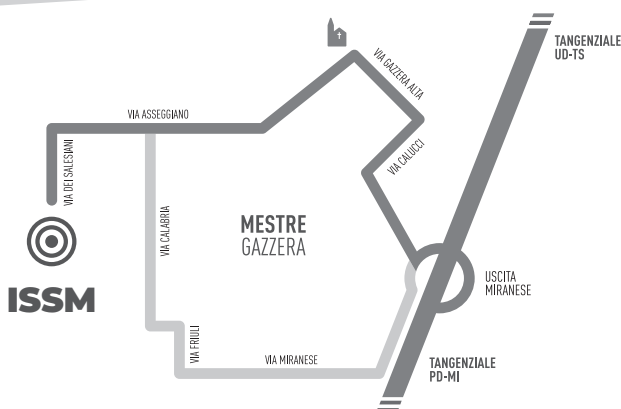 TANGENZIALE
UD-TS
VIA GAZZERA ALTA
VIA ASSEGGIANO
VIA CALUCCI
VIA DEI SALESIANI
VIA CALABRIA
MESTRE
GAZZERA
ISSM
USCITA
MIRANESE
VIA FRIULI
VIA MIRANESE
TANGENZIALE
PD-MI